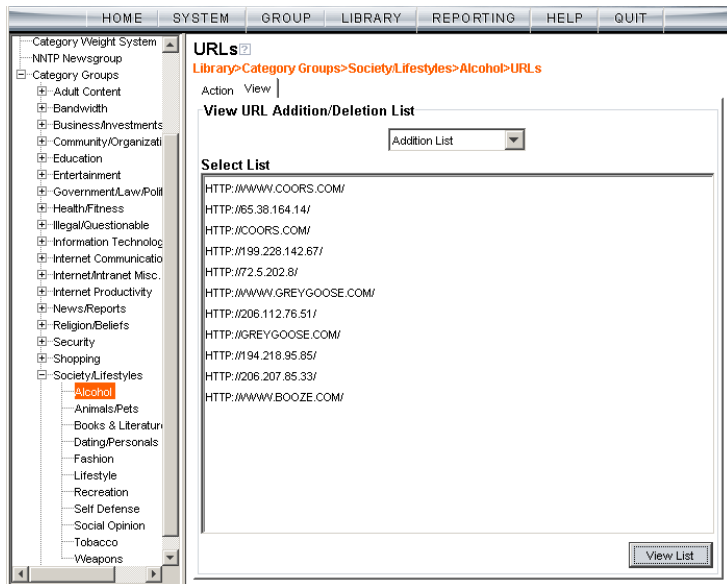 HOME SYSTEM GROUP LIBRARY REPORTING HELP QUIT
Category Weight System
NNTP Newsgroup
Category Groups
Adult Content
Bandwidth
Business/Investments
Community/Organizati
Education
Entertainment
Government/Law/Polit
Health/Fitness
Illegal/Questionable
Information Technolog
Internet Communicatio
Internet/Intranet Misc.
Internet Productivity
News/Reports
Religion/Beliefs
Security
Shopping
Society/Lifestyles
Alcohol
Animals/Pets
Books & Literature
Dating/Personals
Fashion
Lifestyle
Recreation
Self Defense
Social Opinion
Tobacco
Weapons
URLs?
Library>Category Groups>Society/Lifestyles>Alcohol>URLs
Action View
View URL Addition/Deletion List
Addition List
Select List
HTTP://WWW.COORS.COM/
HTTP://65.38.164.14/
HTTP://COORS.COM/
HTTP://199.228.142.67/
HTTP://72.5.202.8/
HTTP://WWW.GREYGOOSE.COM/
HTTP://206.112.76.51/
HTTP://GREYGOOSE.COM/
HTTP://194.218.95.85/
HTTP://206.207.85.33/
HTTP://WWW.BOOZE.COM/
View List